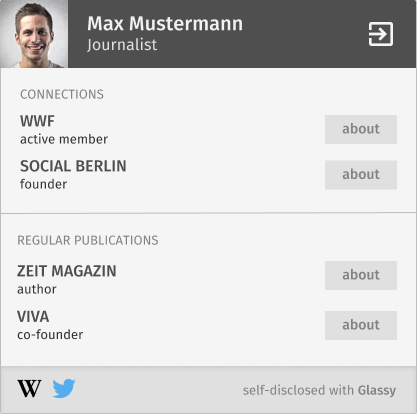 Max Mustermann
Journalist
CONNECTIONS
WWF
active member
about
SOCIAL BERLIN
founder
about
REGULAR PUBLICATIONS
ZEIT MAGAZIN
author
about
VIVA
co-founder
about
W
self-disclosed with Glassy